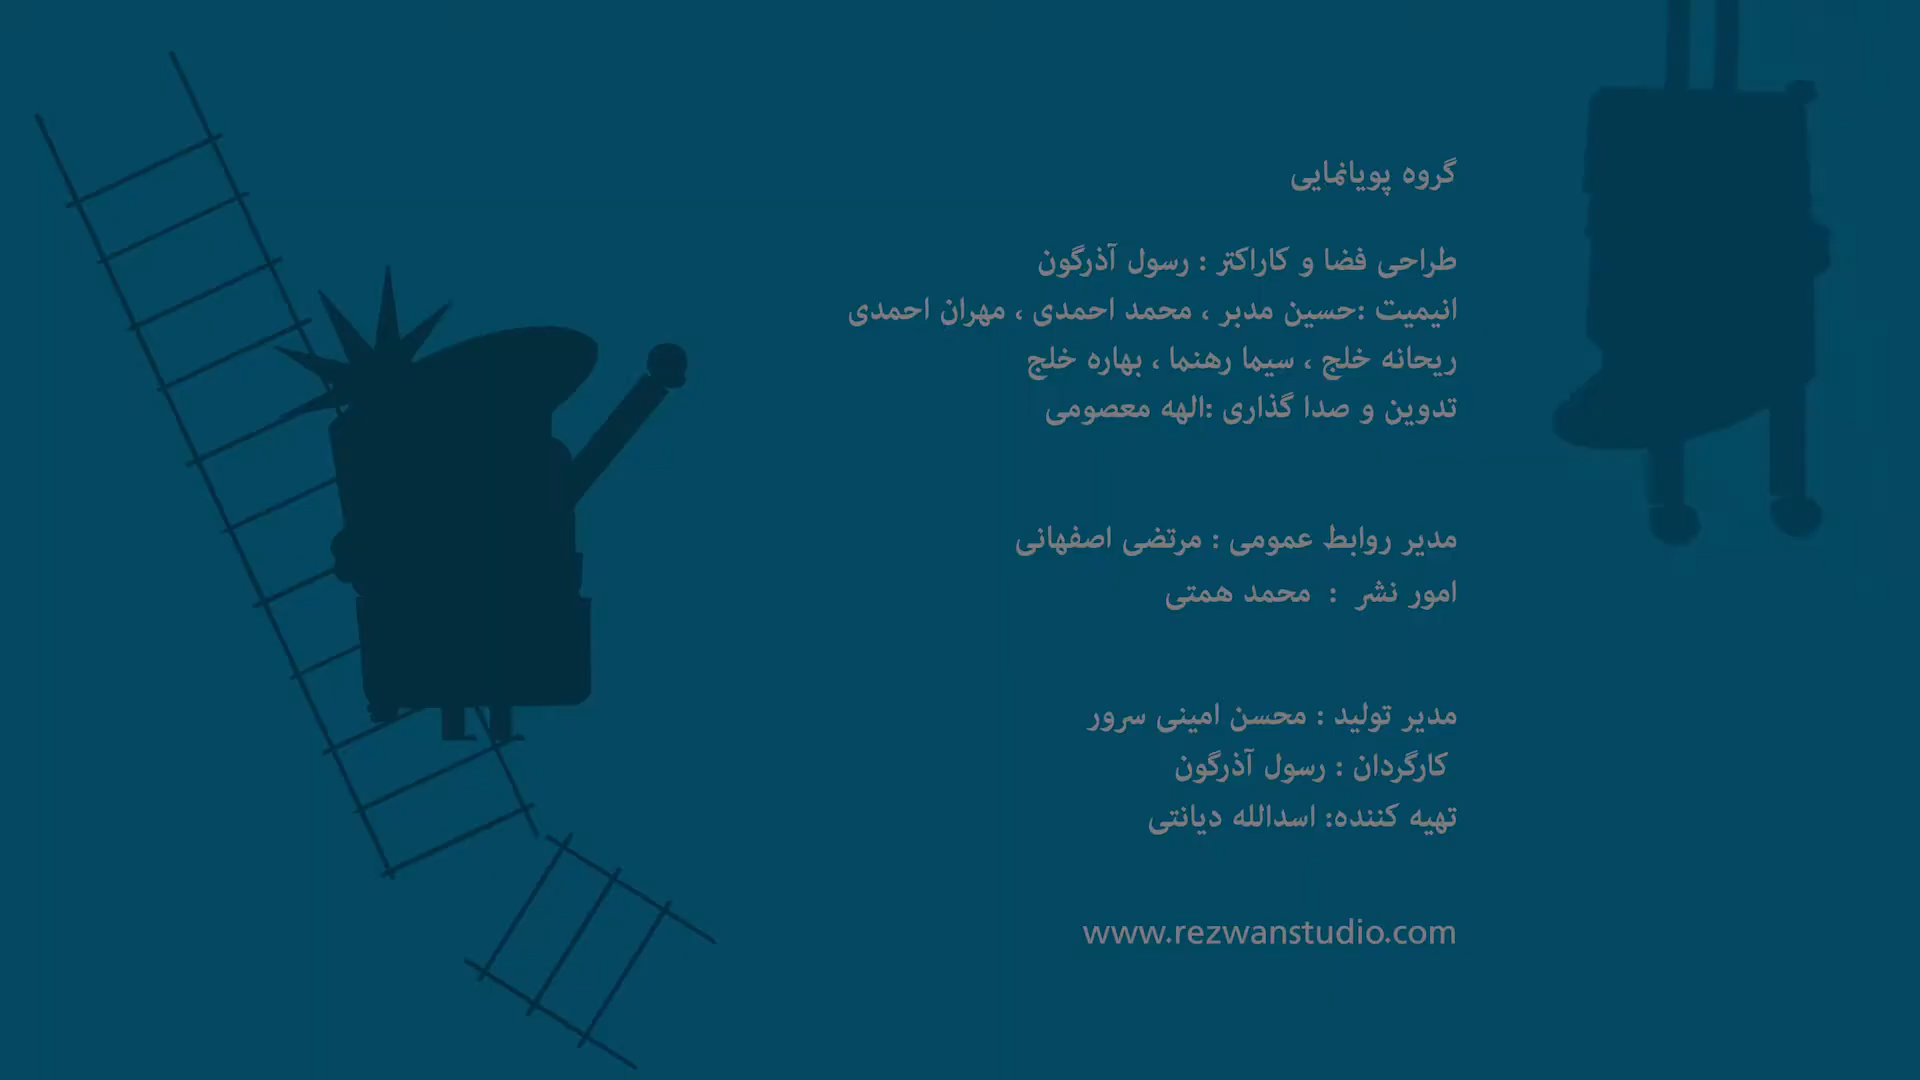 گروه پویانمایی
طراحی فضا و کاراکتر : رسول آذرگون
انیمیت :حسین مدبر ، محمد احمدی ، مهران احمدی
ریحانه خلج ، سیما رهنما ، بهاره خلج
تدوین و صدا گذاری :الهه معصومی
مدیر روابط عمومی : مرتضی اصفهانی
امور نشر : محمد همتی
مدیر تولید : محسن امینی سرور
کارگردان : رسول آذرگون
تهیه کننده: اسدالله دیانتی
www.rezwanstudio.com